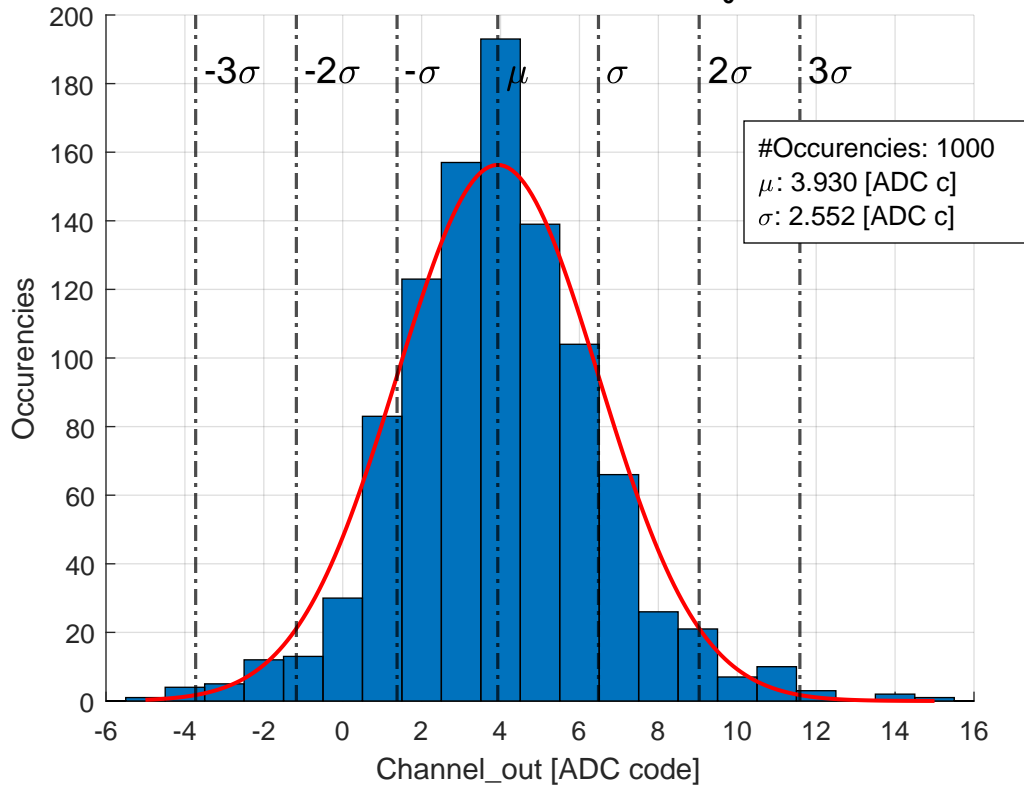 200
180
160
140
120
100
80
60
40
20
0
Occurencies
-3σ -2σ -σ μ σ 2σ 3σ
#Occurencies: 1000
μ: 3.930 [ADC c]
σ: 2.552 [ADC c]
-6 -4 -2 0 2 4 6 8 10 12 14 16
Channel_out [ADC code]